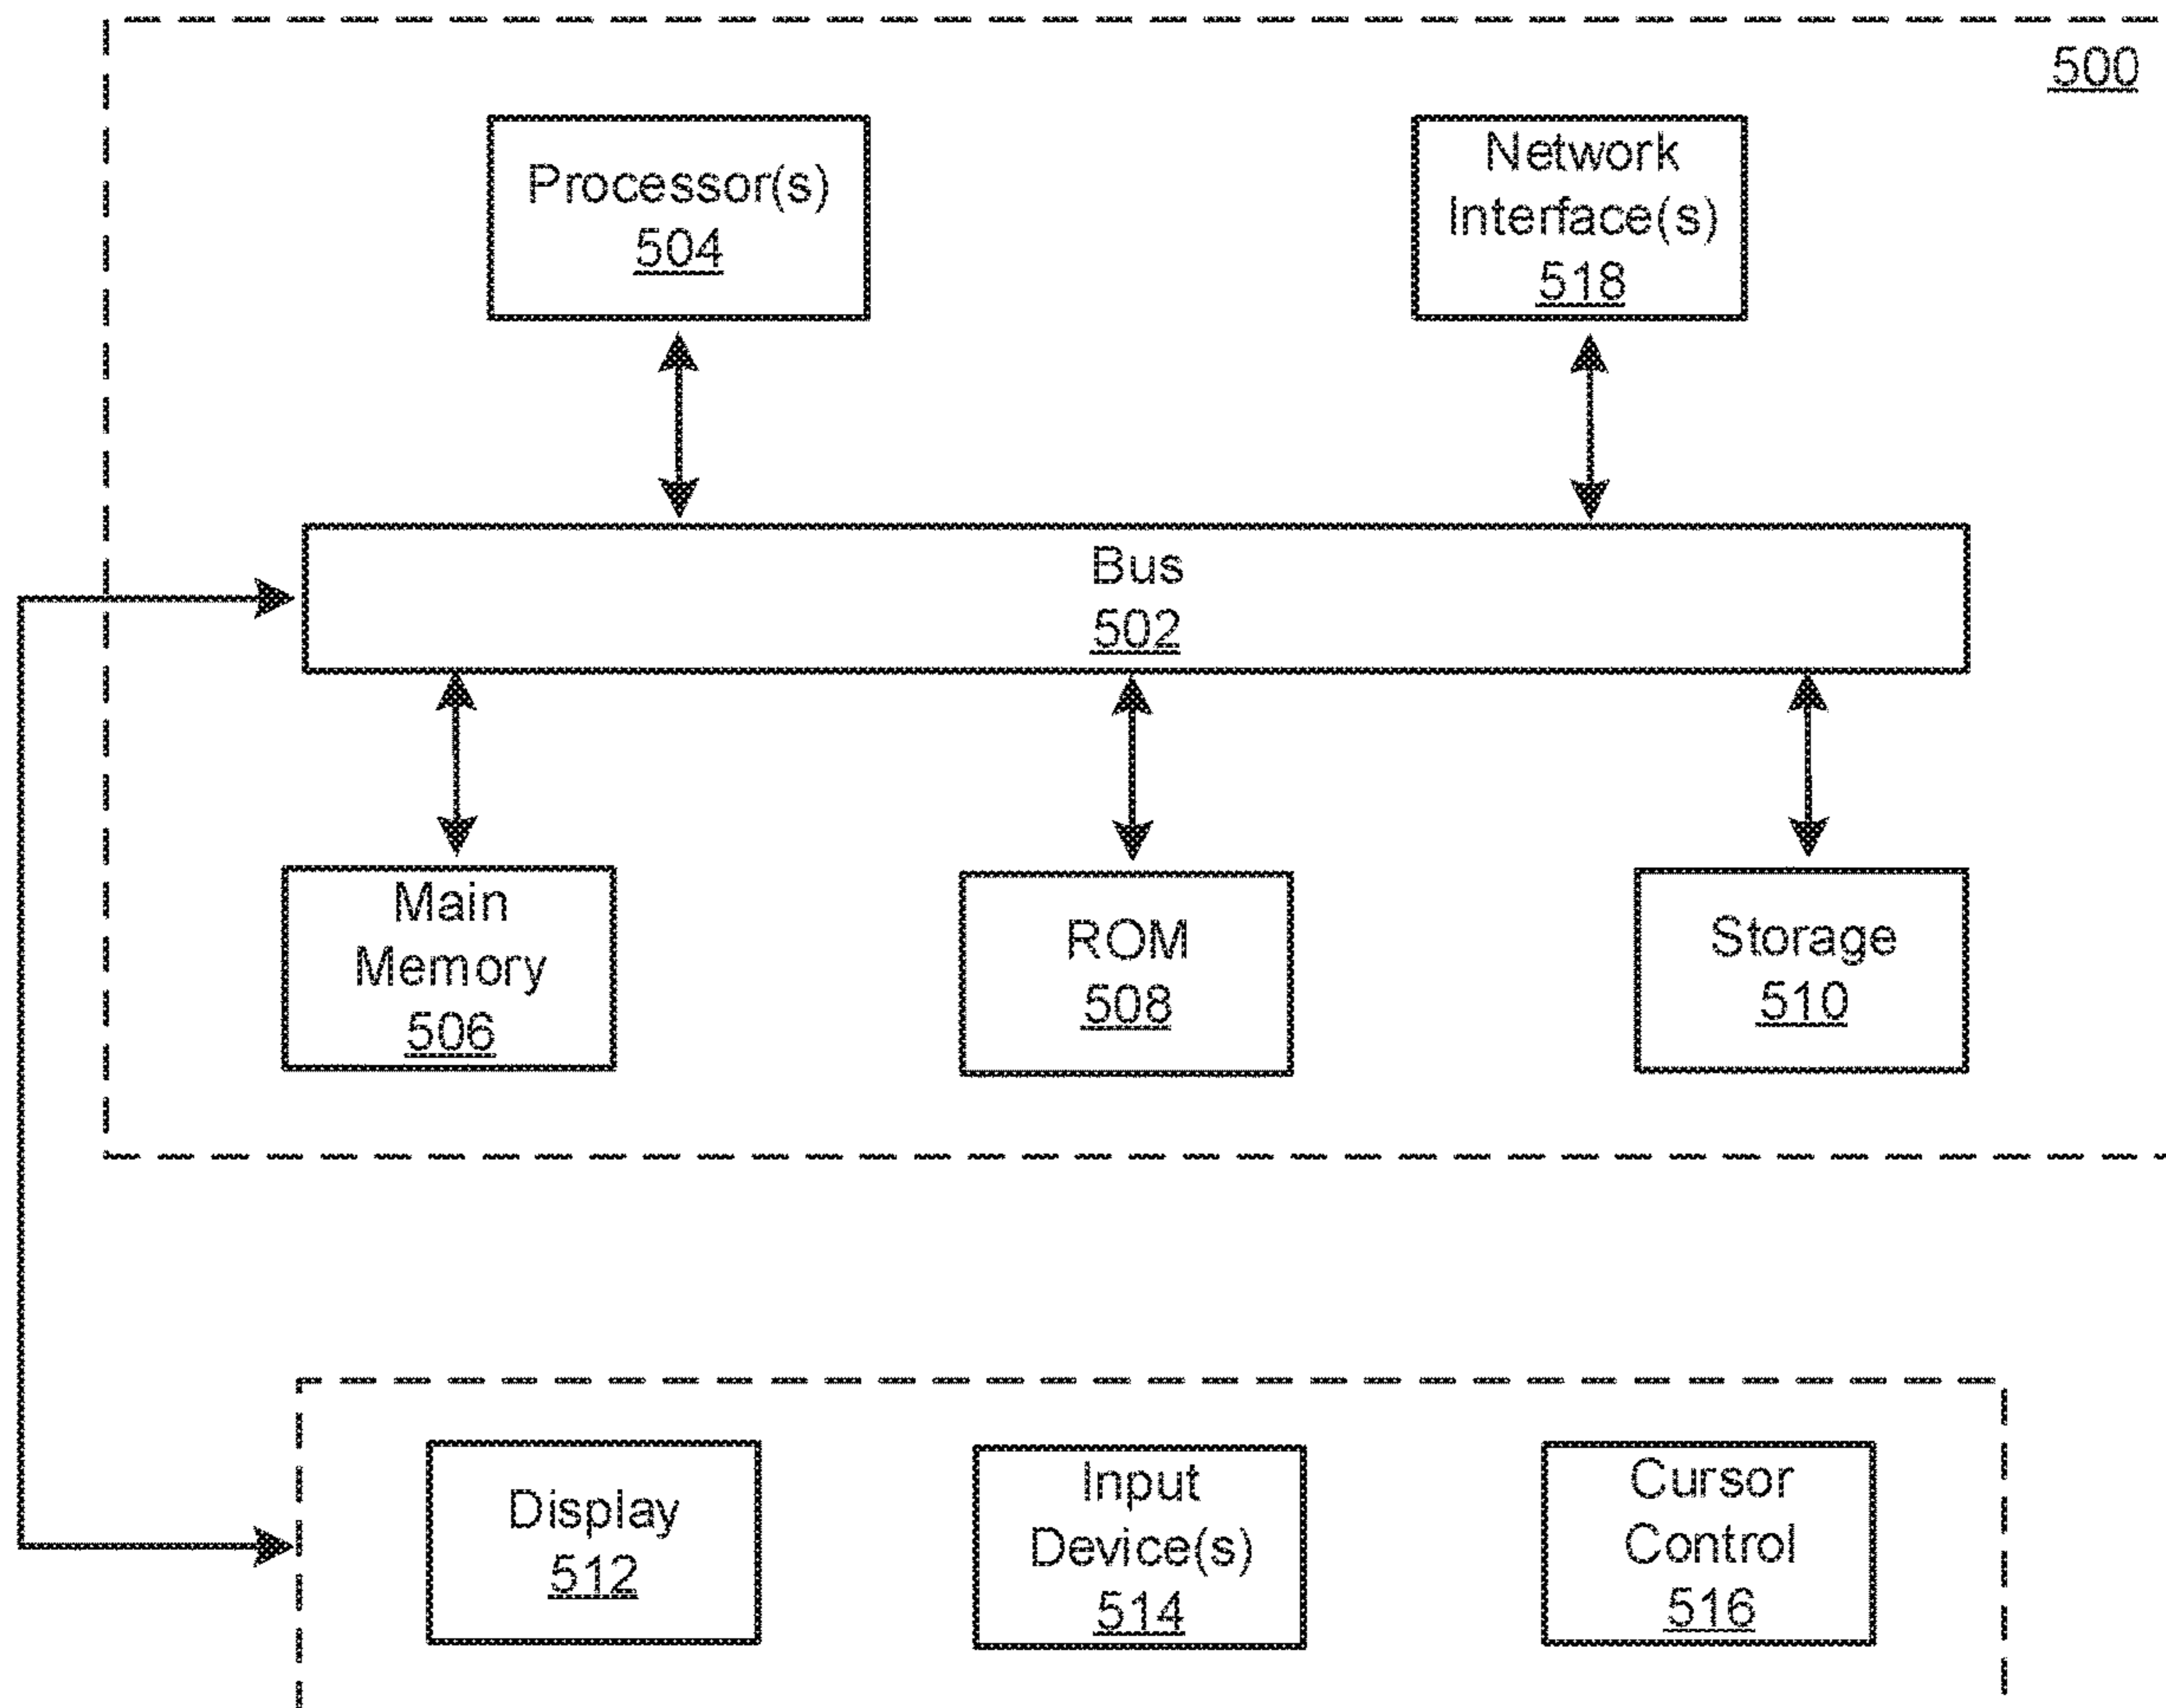 500
Processor(s)
504
Network
Interface(s)
518
Bus
502
Main
Memory
506
ROM
508
Storage
510
Display
512
Input
Device(s)
514
Cursor
Control
516